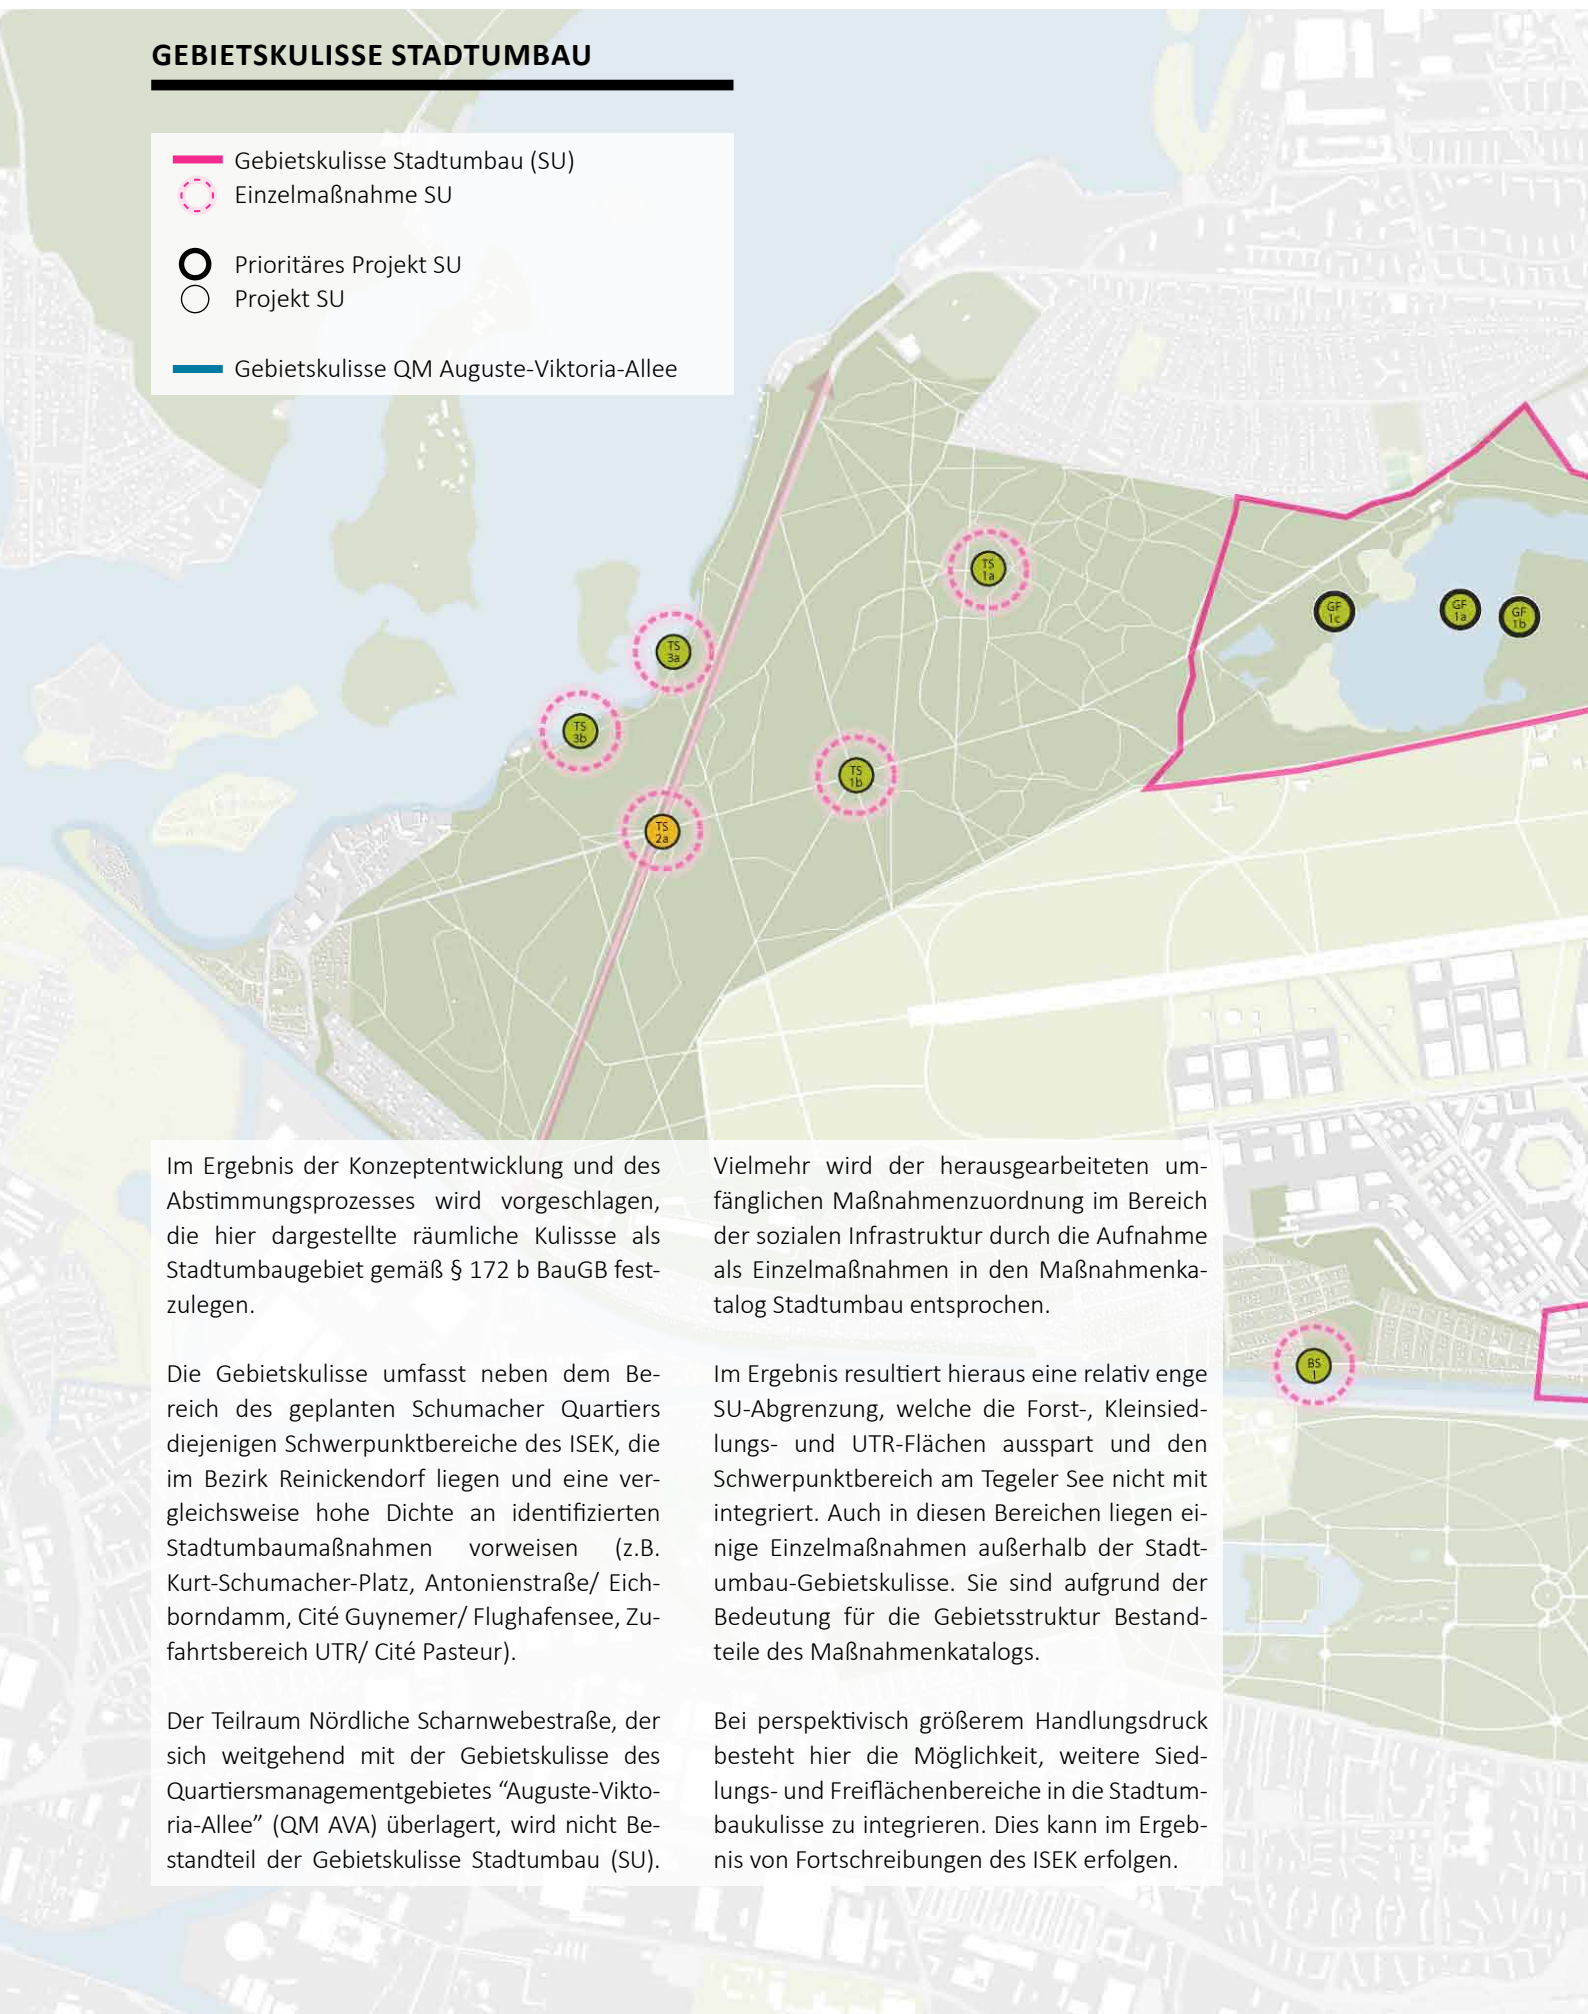 GEBIETSKULISSE STADTUMBAU
Gebietskulisse Stadtumbau (SU)
Einzelmaßnahme SU
Prioritäres Projekt SU
Projekt SU
Gebietskulisse QM Auguste-Viktoria-Allee
TS
1a
GF
1c
GF
1a
GF
1b
TS
3a
TS
3b
TS
1b
TS
2a
Im Ergebnis der Konzeptentwicklung und des
Abstimmungsprozesses wird vorgeschlagen,
die hier dargestellte räumliche Kulissse als
Stadtumbaugebiet gemäß § 172 b BauGB fest-
zulegen.
Die Gebietskulisse umfasst neben dem Be-
reich des geplanten Schumacher Quartiers
diejenigen Schwerpunktbereiche des ISEK, die
im Bezirk Reinickendorf liegen und eine ver-
gleichsweise hohe Dichte an identifizierten
Stadtumbaumaßnahmen vorweisen (z.B.
Kurt-Schumacher-Platz, Antonienstraße/ Eich-
borndamm, Cité Guynemer/ Flughafensee, Zu-
fahrtsbereich UTR/ Cité Pasteur).
Der Teilraum Nördliche Scharnwebestraße, der
sich weitgehend mit der Gebietskulisse des
Quartiersmanagementgebietes “Auguste-Vikto-
ria-Allee” (QM AVA) überlagert, wird nicht Be-
standteil der Gebietskulisse Stadtumbau (SU).
Vielmehr wird der herausgearbeiteten um-
fänglichen Maßnahmenzuordnung im Bereich
der sozialen Infrastruktur durch die Aufnahme
als Einzelmaßnahmen in den Maßnahmenka-
talog Stadtumbau entsprochen.
Im Ergebnis resultiert hieraus eine relativ enge
SU-Abgrenzung, welche die Forst-, Kleinsied-
lungs- und UTR-Flächen ausspart und den
Schwerpunktbereich am Tegeler See nicht mit
integriert. Auch in diesen Bereichen liegen ei-
nige Einzelmaßnahmen außerhalb der Stadt-
umbau-Gebietskulisse. Sie sind aufgrund der
Bedeutung für die Gebietsstruktur Bestand-
teile des Maßnahmenkatalogs.
Bei perspektivisch größerem Handlungsdruck
besteht hier die Möglichkeit, weitere Sied-
lungs- und Freiflächenbereiche in die Stadtum-
baukulisse zu integrieren. Dies kann im Ergeb-
nis von Fortschreibungen des ISEK erfolgen.
BS
1